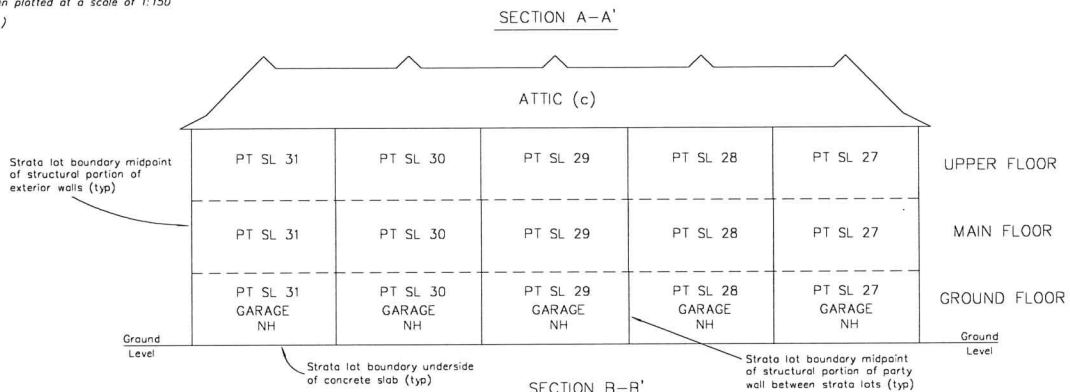 an plotted at a scale of 1:150
)
SECTION A-A'
ATTIC (c)
Strata lot boundary midpoint
of structural portion of
exterior walls (typ)
PT SL 31 PT SL 30 PT SL 29 PT SL 28 PT SL 27 UPPER FLOOR
PT SL 31 PT SL 30 PT SL 29 PT SL 28 PT SL 27 MAIN FLOOR
PT SL 31 PT SL 30 PT SL 29 PT SL 28 PT SL 27 GROUND FLOOR
GARAGE GARAGE GARAGE GARAGE GARAGE
NH NH NH NH NH
Ground
Level
Ground
Level
Strata lot boundary underside
of concrete slab (typ)
Strata lot boundary midpoint
of structural portion of party
wall between strata lots (typ)
SECTION B-B'